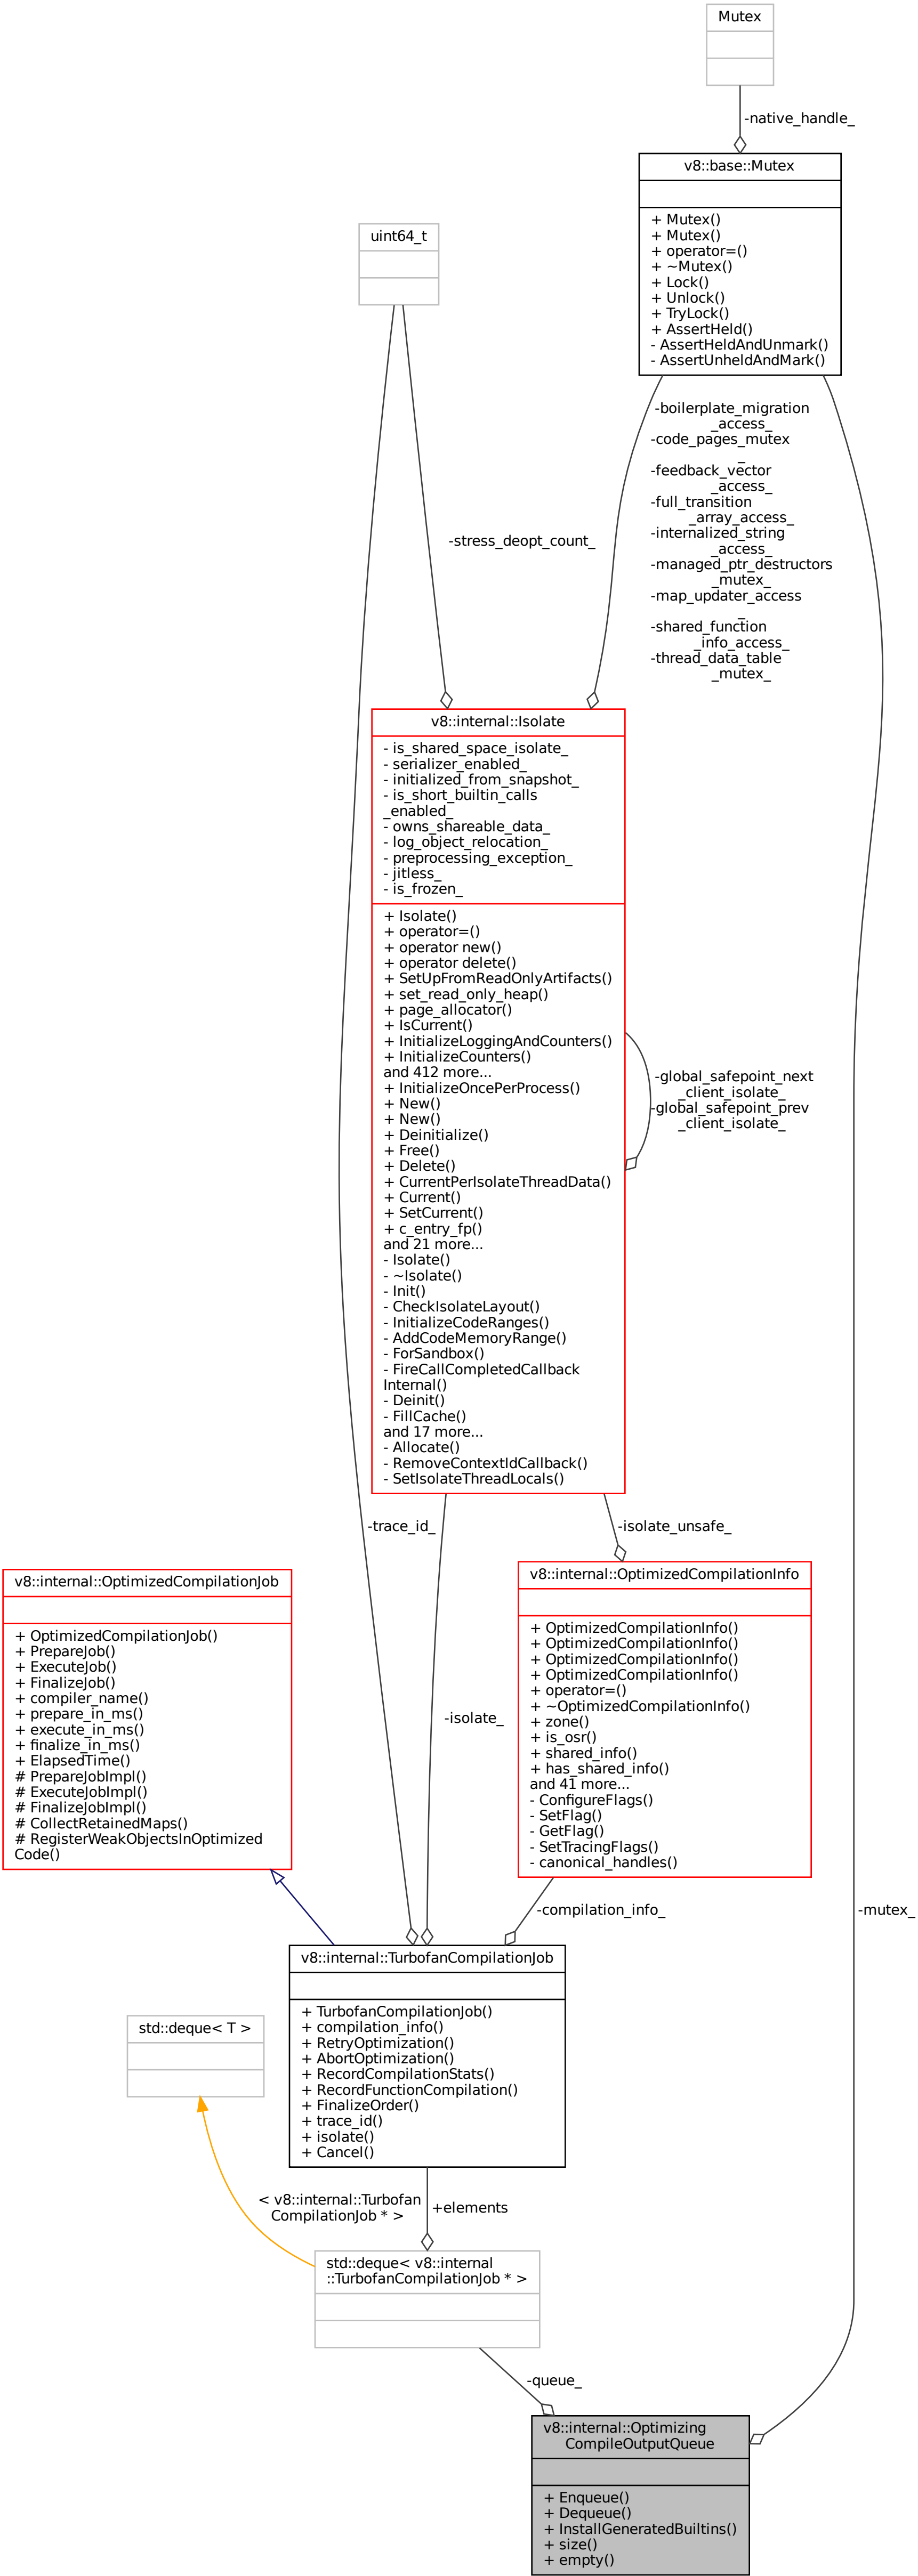 Mutex
-native_handle_
v8::base::Mutex
+ Mutex()
+ Mutex()
+ operator=()
+ ~Mutex()
+ Lock()
+ Unlock()
+ TryLock()
+ AssertHeld()
- AssertHeldAndUnmark()
- AssertUnheldAndMark()
uint64_t
-boilerplate_migration
_access_
-code_pages_mutex
_
-feedback_vector
_access_
-full_transition
_array_access_
-internalized_string
_access_
-managed_ptr_destructors
_mutex_
-map_updater_access
_
-shared_function
_info_access_
-thread_data_table
_mutex_
-stress_deopt_count_
v8::internal::Isolate
- is_shared_space_isolate_
- serializer_enabled_
- initialized_from_snapshot_
- is_short_builtin_calls
_enabled_
- owns_shareable_data_
- log_object_relocation_
- preprocessing_exception_
- jitless_
- is_frozen_
+ Isolate()
+ operator=()
+ operator new()
+ operator delete()
+ SetUpFromReadOnlyArtifacts()
+ set_read_only_heap()
+ page_allocator()
+ IsCurrent()
+ InitializeLoggingAndCounters()
+ InitializeCounters()
and 412 more...
+ InitializeOncePerProcess()
+ New()
+ New()
+ Deinitialize()
+ Free()
+ Delete()
+ CurrentPerIsolateThreadData()
+ Current()
+ SetCurrent()
+ c_entry_fp()
and 21 more...
- Isolate()
- ~Isolate()
- Init()
- CheckIsolateLayout()
- InitializeCodeRanges()
- AddCodeMemoryRange()
- ForSandbox()
- FireCallCompletedCallback
Internal()
- Deinit()
- FillCache()
and 17 more...
- Allocate()
- RemoveContextIdCallback()
- SetIsolateThreadLocals()
-global_safepoint_next
_client_isolate_
-global_safepoint_prev
_client_isolate_
-trace_id_
-isolate_unsafe_
v8::internal::OptimizedCompilationJob
+ OptimizedCompilationJob()
+ PrepareJob()
+ ExecuteJob()
+ FinalizeJob()
+ compiler_name()
+ prepare_in_ms()
+ execute_in_ms()
+ finalize_in_ms()
+ ElapsedTime()
# PrepareJobImpl()
# ExecuteJobImpl()
# FinalizeJobImpl()
# CollectRetainedMaps()
# RegisterWeakObjectsInOptimized
Code()
v8::internal::OptimizedCompilationInfo
+ OptimizedCompilationInfo()
+ OptimizedCompilationInfo()
+ OptimizedCompilationInfo()
+ OptimizedCompilationInfo()
+ operator=()
+ ~OptimizedCompilationInfo()
+ zone()
+ is_osr()
+ shared_info()
+ has_shared_info()
and 41 more...
- ConfigureFlags()
- SetFlag()
- GetFlag()
- SetTracingFlags()
- canonical_handles()
-isolate_
-compilation_info_
-mutex_
v8::internal::TurbofanCompilationJob
+ TurbofanCompilationJob()
+ compilation_info()
+ RetryOptimization()
+ AbortOptimization()
+ RecordCompilationStats()
+ RecordFunctionCompilation()
+ FinalizeOrder()
+ trace_id()
+ isolate()
+ Cancel()
std::deque< T >
< v8::internal::Turbofan
CompilationJob * >
+elements
std::deque< v8::internal
::TurbofanCompilationJob * >
-queue_
v8::internal::Optimizing
CompileOutputQueue
+ Enqueue()
+ Dequeue()
+ InstallGeneratedBuiltins()
+ size()
+ empty()